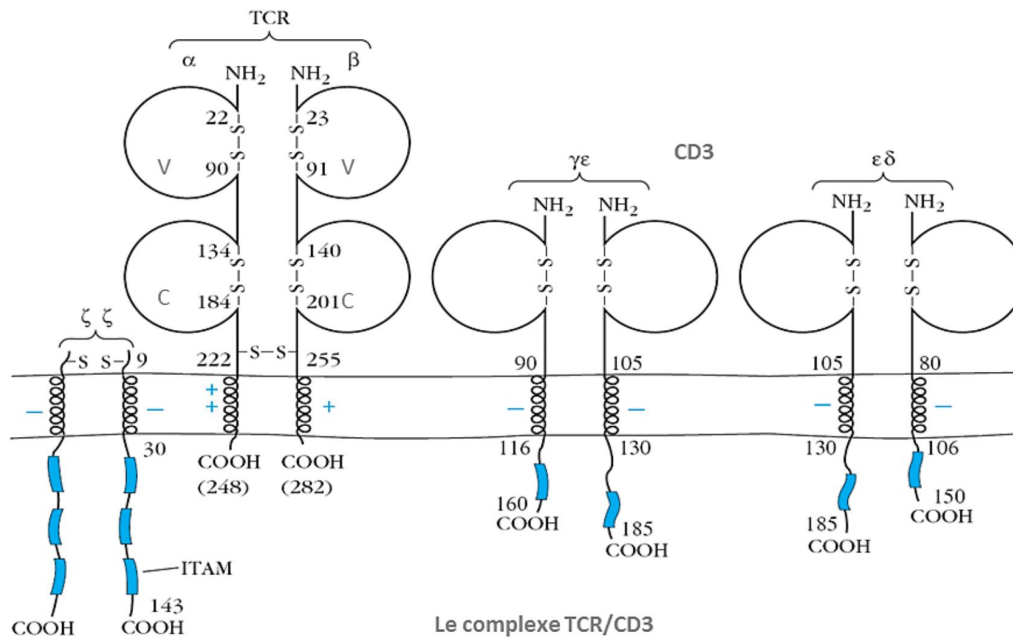 TCR
α β
NH₂ NH₂
22 S S 23
S S
V 90 91 V
CD3
γε
εδ
NH₂ NH₂ NH₂ NH₂
134 S S 140
S S
C 184 201 C
S S S S
S S S S
ζ ζ
S S 9
222 S–S 255
90 105
105 80
+
+
+
– – – – – –
30
COOH COOH
(248) (282)
116 130
130 106
160
COOH
185
COOH
150
COOH
185
COOH
ITAM
143
COOH COOH
Le complexe TCR/CD3